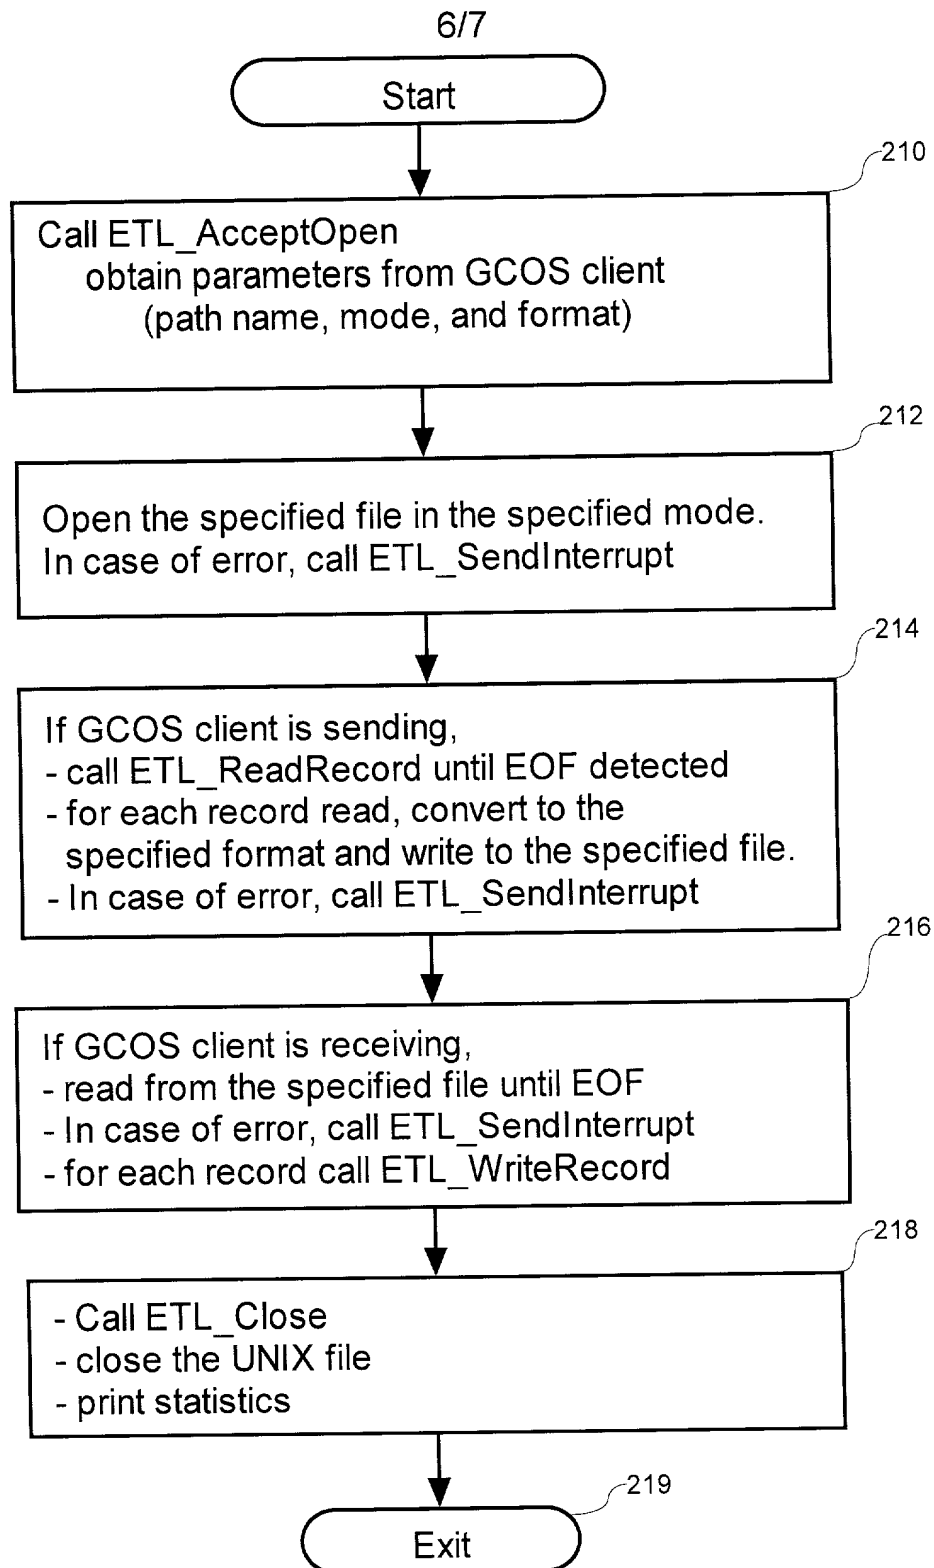 6/7
Start
210
Call ETL_AcceptOpen
obtain parameters from GCOS client
(path name, mode, and format)
212
Open the specified file in the specified mode.
In case of error, call ETL_SendInterrupt
214
If GCOS client is sending,
- call ETL_ReadRecord until EOF detected
- for each record read, convert to the
specified format and write to the specified file.
- In case of error, call ETL_SendInterrupt
216
If GCOS client is receiving,
- read from the specified file until EOF
- In case of error, call ETL_SendInterrupt
- for each record call ETL_WriteRecord
218
- Call ETL_Close
- close the UNIX file
- print statistics
219
Exit